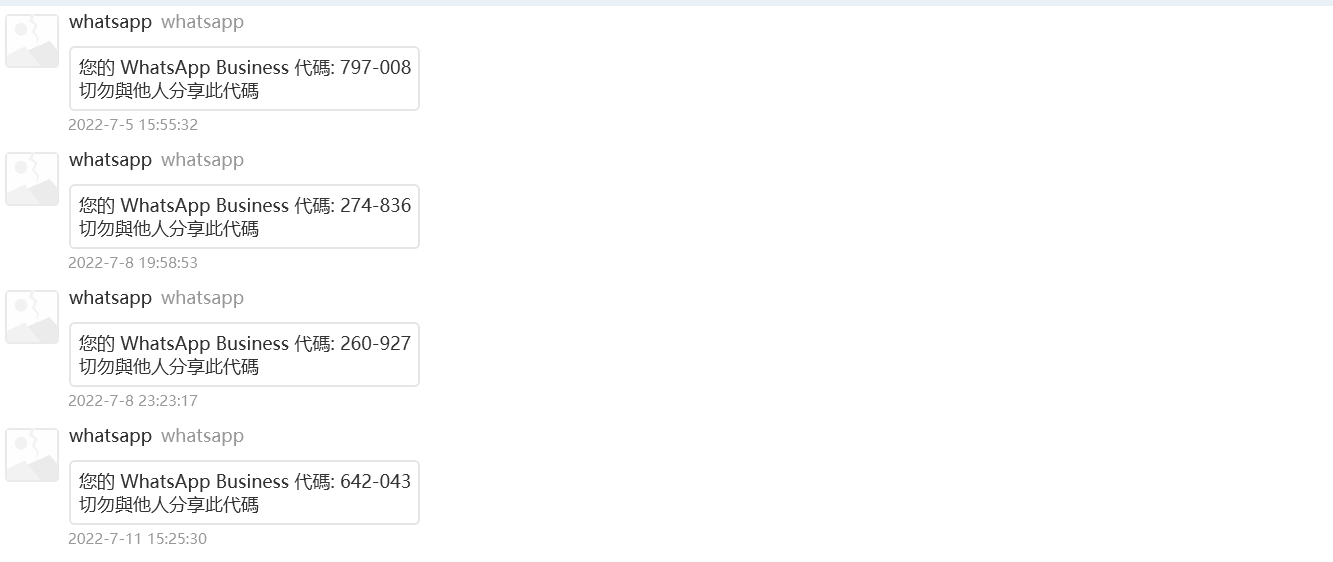 whatsapp whatsapp
您的 WhatsApp Business 代碼: 797-008
切勿與他人分享此代碼
2022-7-5 15:55:32
whatsapp whatsapp
您的 WhatsApp Business 代碼: 274-836
切勿與他人分享此代碼
2022-7-8 19:58:53
whatsapp whatsapp
您的 WhatsApp Business 代碼: 260-927
切勿與他人分享此代碼
2022-7-8 23:23:17
whatsapp whatsapp
您的 WhatsApp Business 代碼: 642-043
切勿與他人分享此代碼
2022-7-11 15:25:30